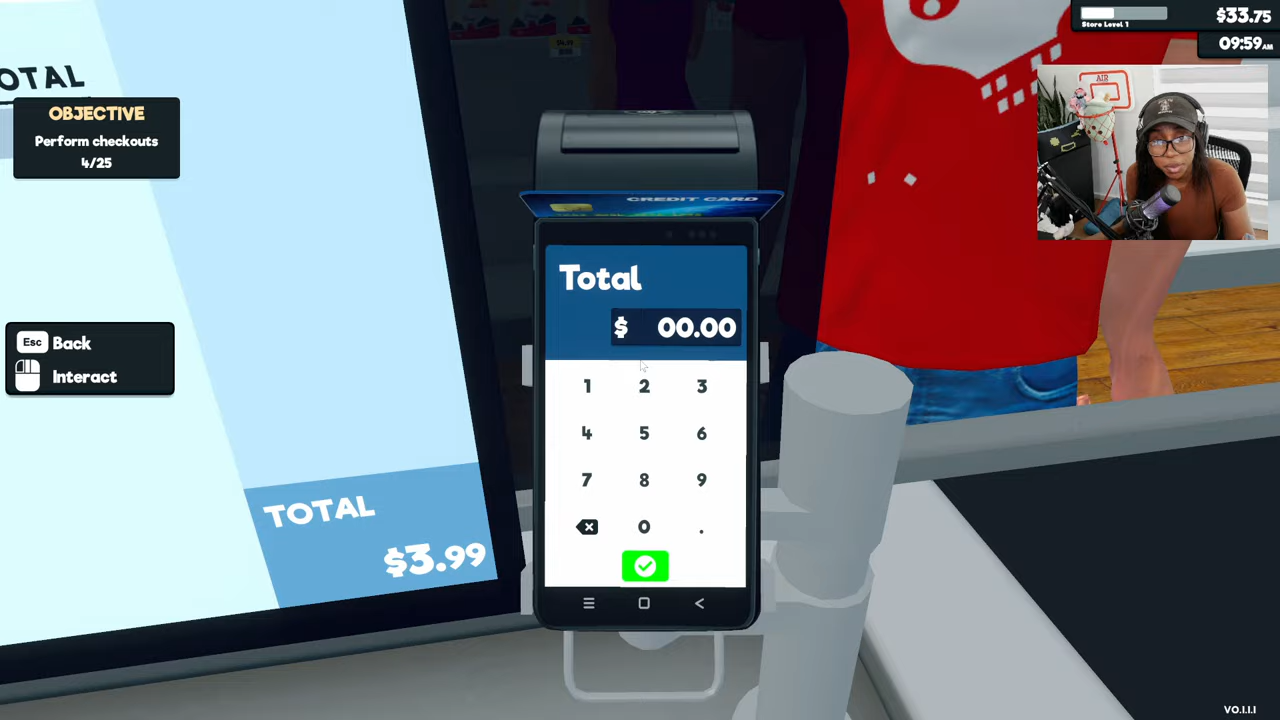 $33.75
Store Level 1
09:59AM
AIR
OTAL
OBJECTIVE
Perform checkouts
4/25
Esc Back
Interact
CREDIT CARD
Total
$ 00.00
1 2 3
4 5 6
7 8 9
0 .
TOTAL
$3.99
V0.1.1.1